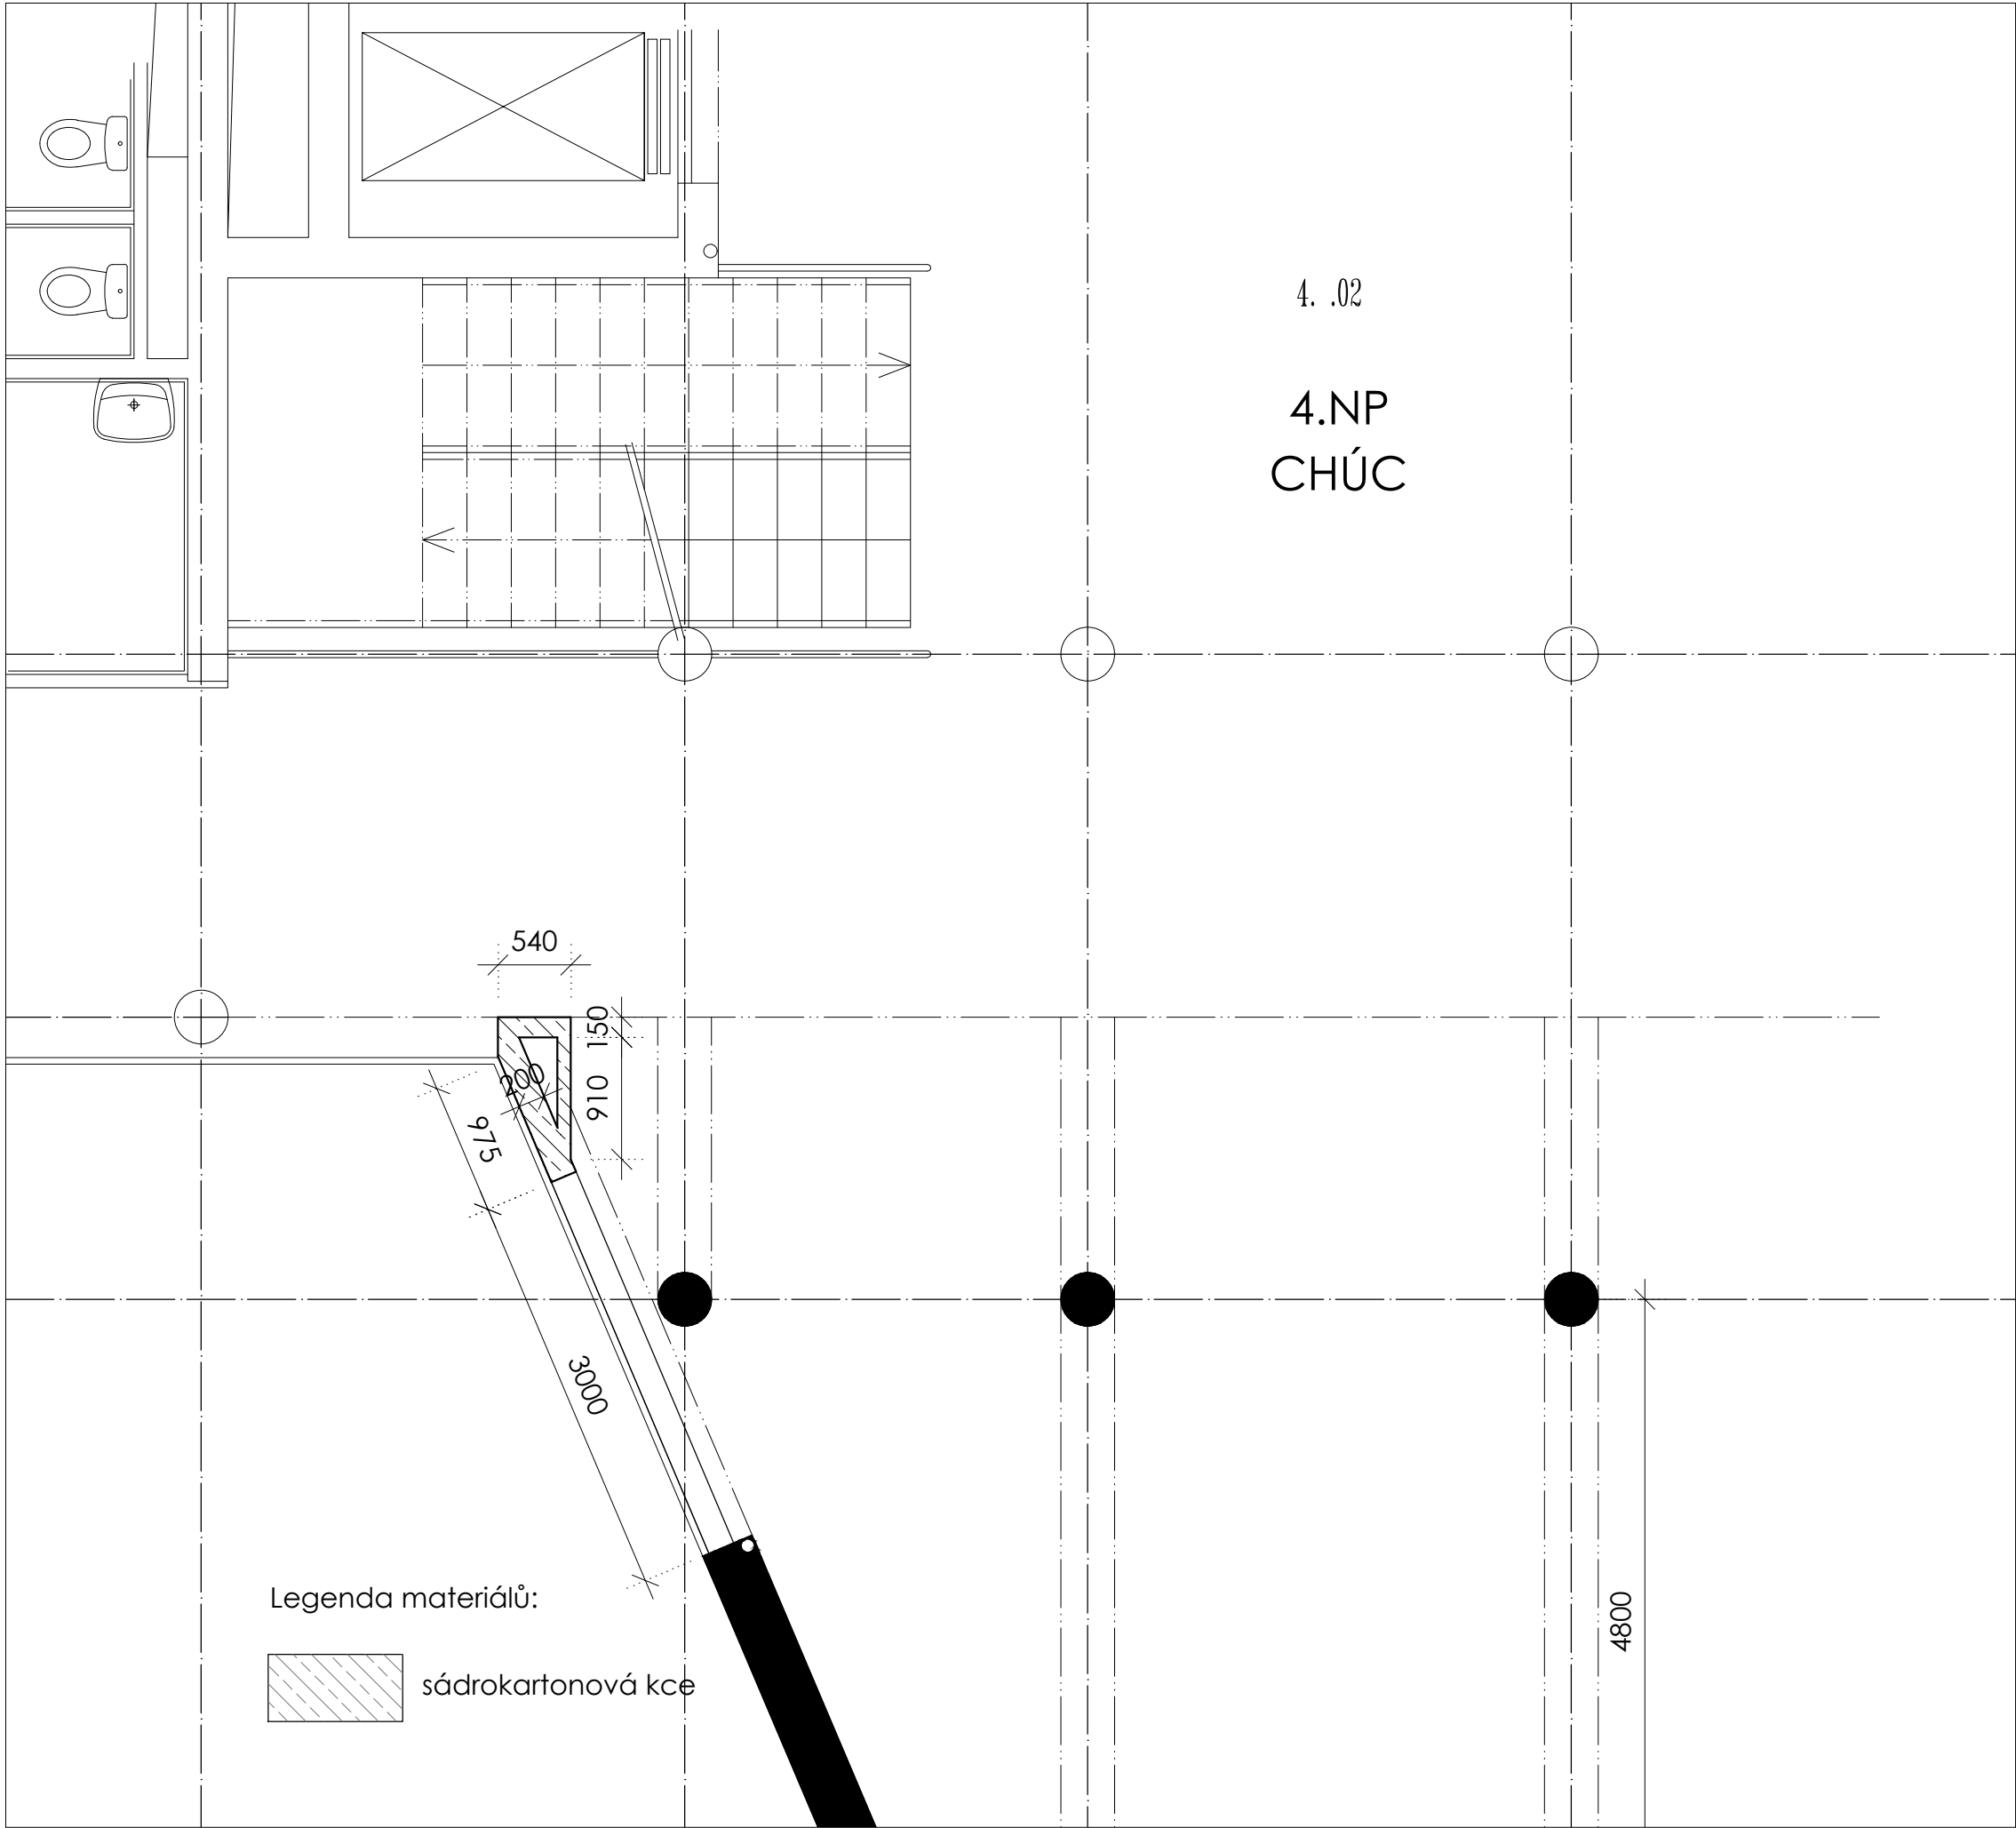 4. .02
4.NP
CHÚC
540
150
910
200
975
3000
4800
Legenda materiálů:
sádrokartonová kce